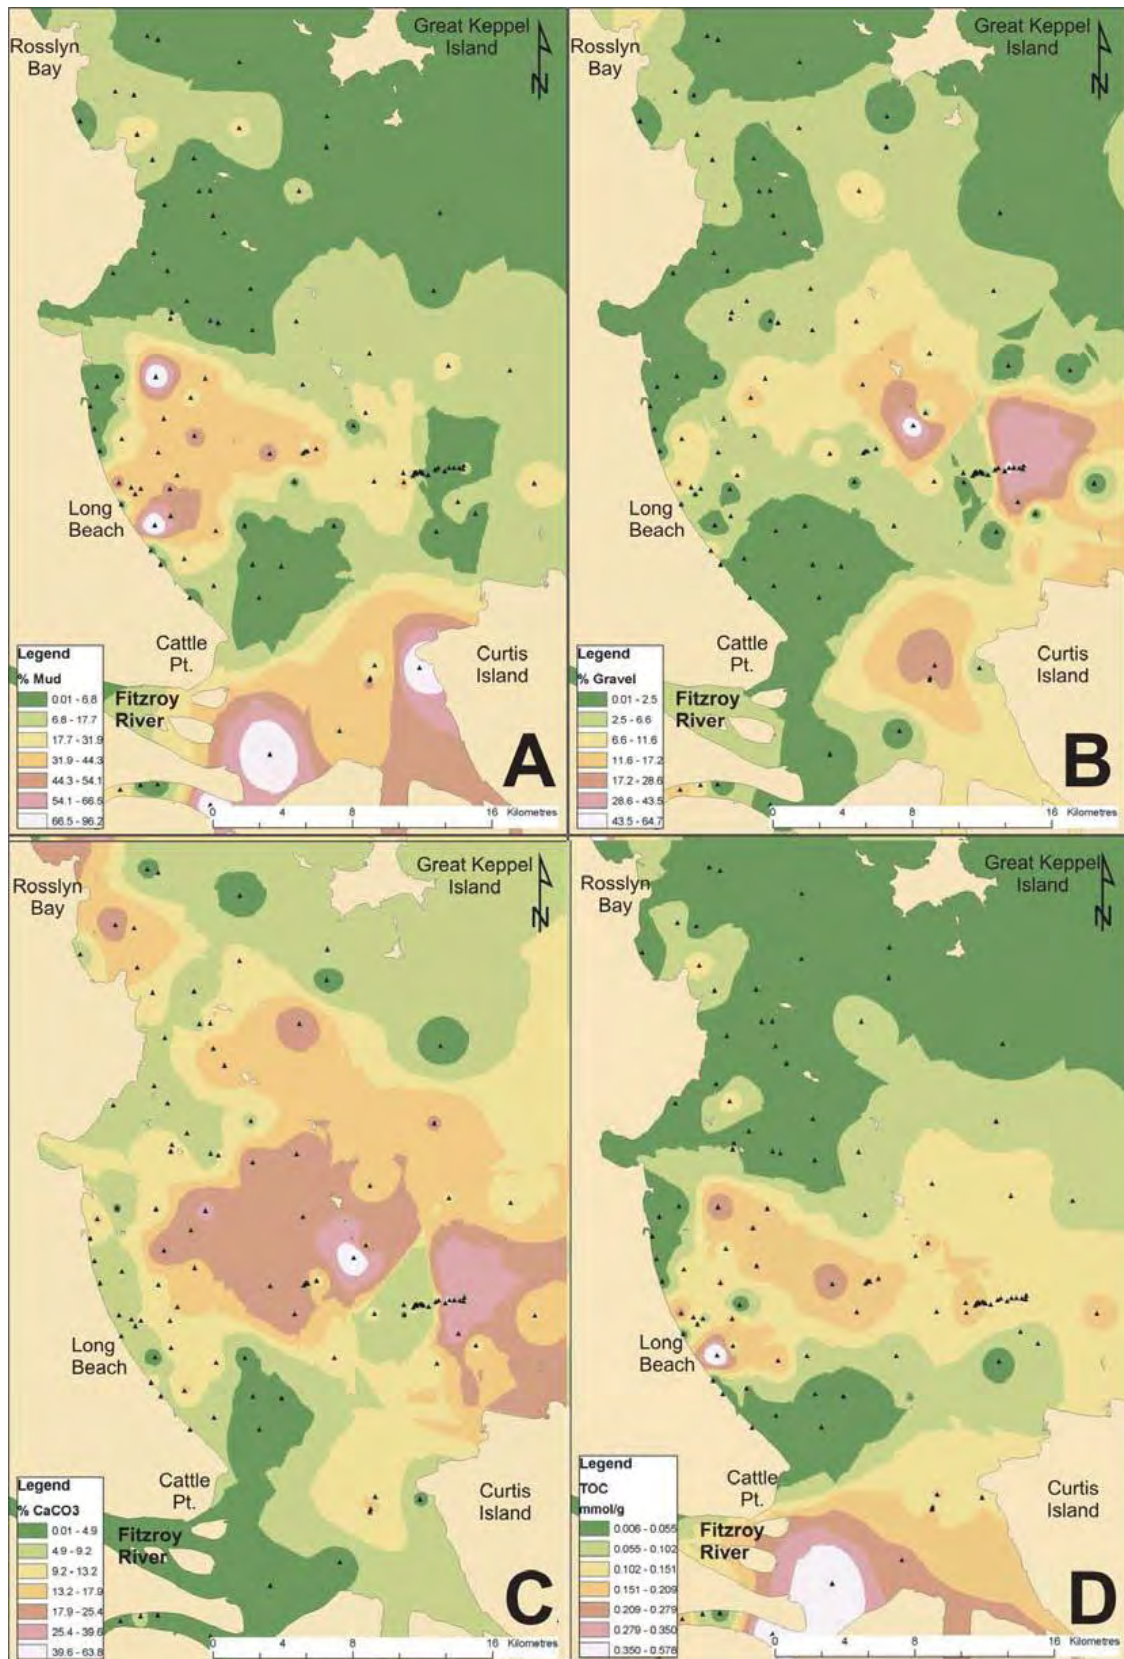 Rosslyn
Bay
Great Keppel
Island
N
Long
Beach
Cattle
Pt.
Curtis
Island
Legend
% Mud
0.01 - 6.8
6.8 - 17.7
17.7 - 31.9
31.9 - 44.3
44.3 - 54.1
54.1 - 66.5
66.5 - 96.2
Fitzroy
River
A
0 4 8 16 Kilometres
Rosslyn
Bay
Great Keppel
Island
N
Long
Beach
Cattle
Pt.
Curtis
Island
Legend
% Gravel
0.01 - 2.5
2.5 - 6.6
6.6 - 11.6
11.6 - 17.2
17.2 - 28.6
28.6 - 43.5
43.5 - 64.7
Fitzroy
River
B
0 4 8 16 Kilometres
Rosslyn
Bay
Great Keppel
Island
N
Long
Beach
Cattle
Pt.
Curtis
Island
Legend
% CaCO3
0.01 - 4.9
4.9 - 9.2
9.2 - 13.2
13.2 - 17.9
17.9 - 25.4
25.4 - 39.6
39.6 - 63.8
Fitzroy
River
C
0 4 8 16 Kilometres
Rosslyn
Bay
Great Keppel
Island
N
Long
Beach
Cattle
Pt.
Curtis
Island
Legend
TOC
mmol/g
0.006 - 0.055
0.055 - 0.102
0.102 - 0.151
0.151 - 0.209
0.209 - 0.279
0.279 - 0.350
0.350 - 0.578
Fitzroy
River
D
0 4 8 16 Kilometres